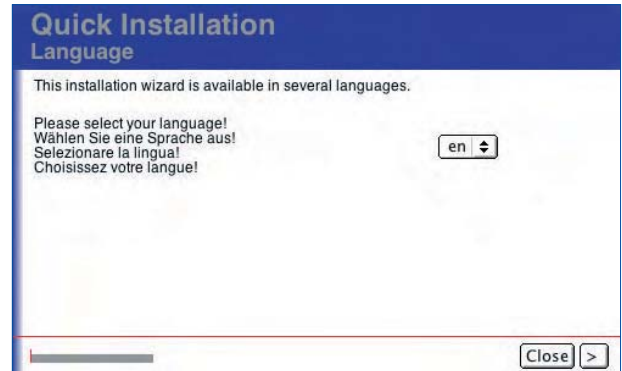 Quick Installation
Language
This installation wizard is available in several languages.
Please select your language!
Wählen Sie eine Sprache aus!
Selezionare la lingua!
Choisissez votre langue!
en
Close >